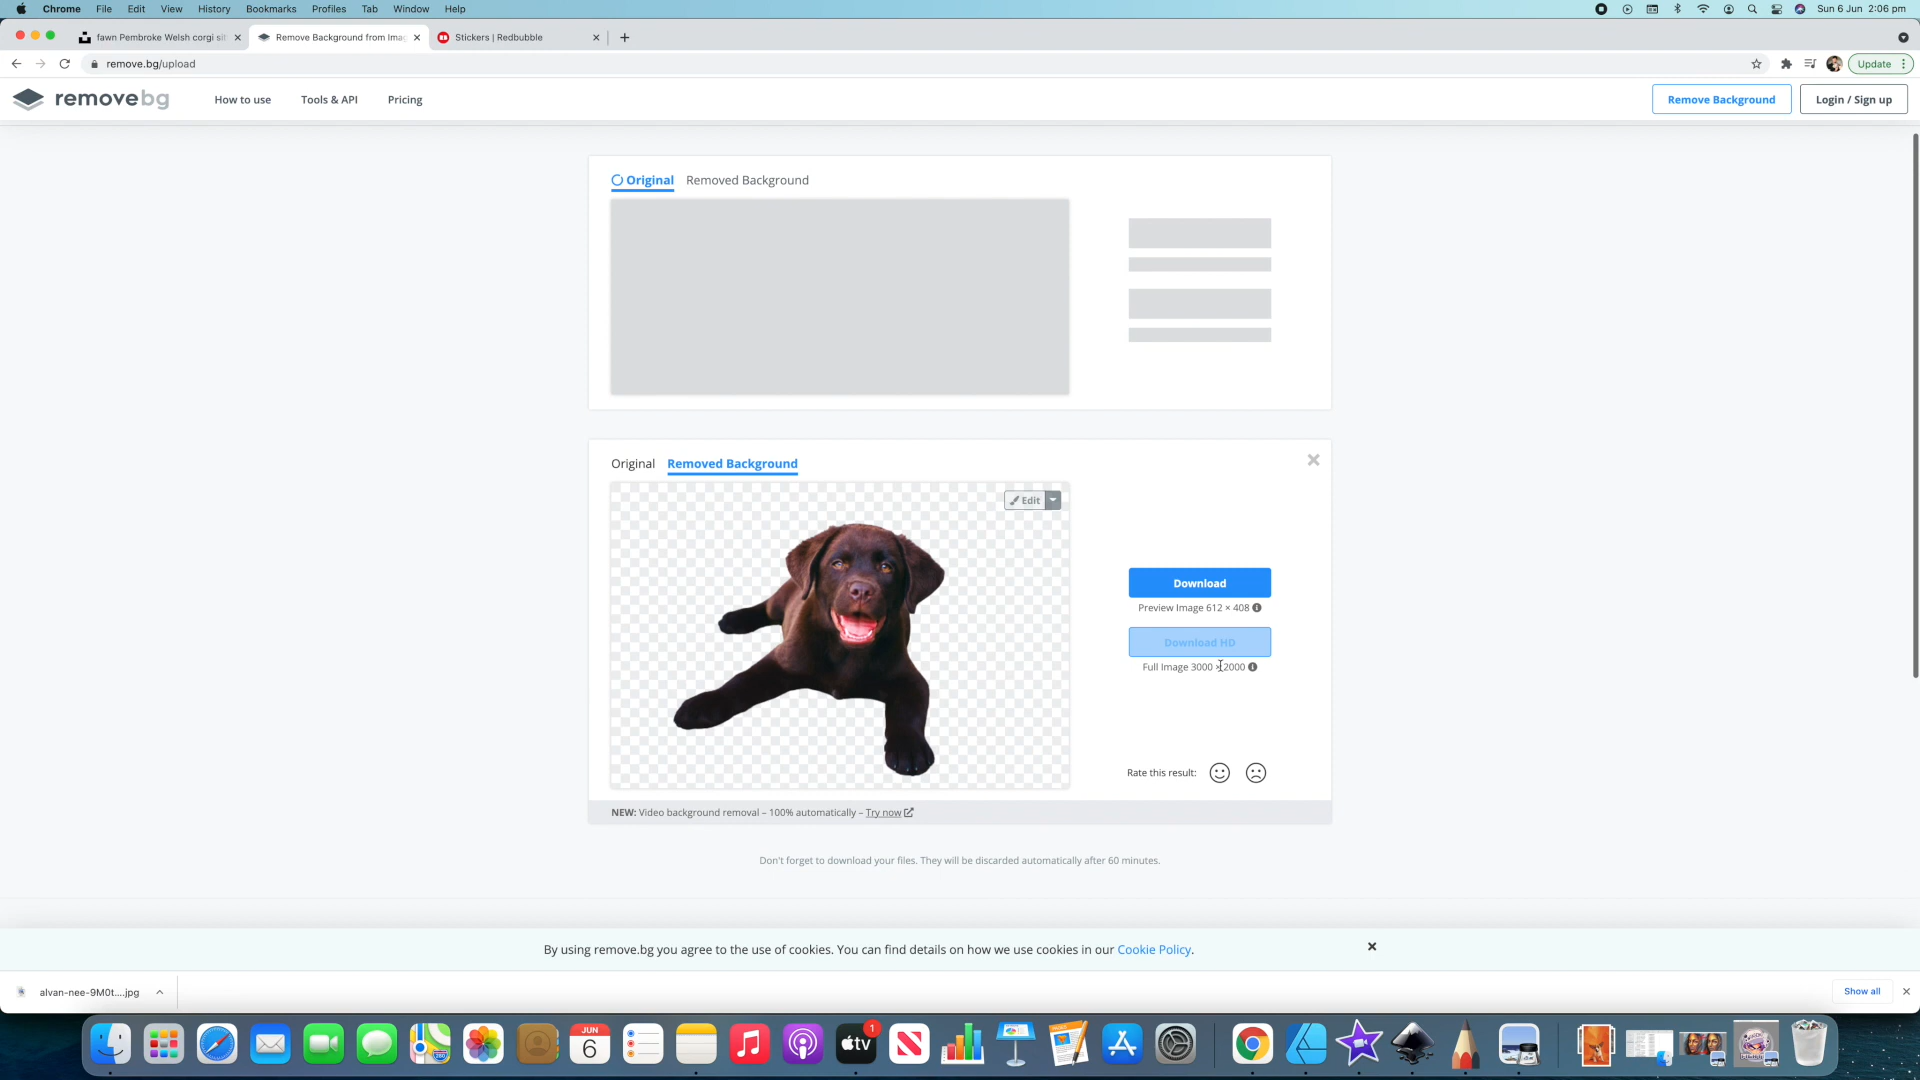 Chrome File Edit View History Bookmarks Profiles Tab Window Help Sun 6 Jun 2:06 pm
fawn Pembroke Welsh corgi sit Remove Background from Imag Stickers | Redbubble
remove.bg/upload Update
removebg How to use Tools & API Pricing Remove Background Login / Sign up
Original Removed Background
Original Removed Background
Edit
Download
Preview Image 612 × 408
Download HD
Full Image 3000 × 2000
Rate this result:
NEW: Video background removal – 100% automatically – Try now
Don't forget to download your files. They will be discarded automatically after 60 minutes.
By using remove.bg you agree to the use of cookies. You can find details on how we use cookies in our Cookie Policy.
alvan-nee-9M0t....jpg Show all
JUN
6
tv
1